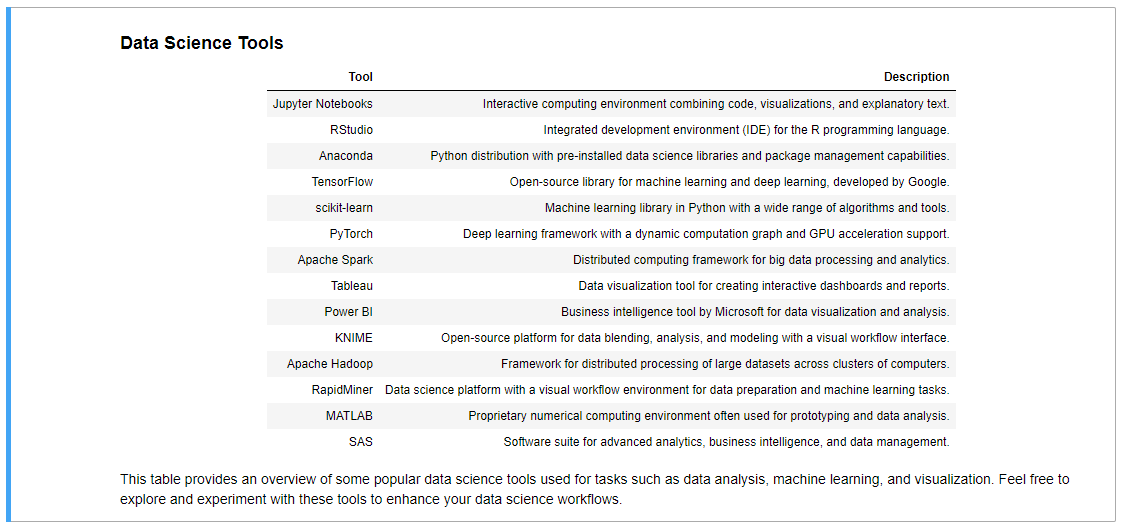 Data Science Tools
Tool Description
Jupyter Notebooks Interactive computing environment combining code, visualizations, and explanatory text.
RStudio Integrated development environment (IDE) for the R programming language.
Anaconda Python distribution with pre-installed data science libraries and package management capabilities.
TensorFlow Open-source library for machine learning and deep learning, developed by Google.
scikit-learn Machine learning library in Python with a wide range of algorithms and tools.
PyTorch Deep learning framework with a dynamic computation graph and GPU acceleration support.
Apache Spark Distributed computing framework for big data processing and analytics.
Tableau Data visualization tool for creating interactive dashboards and reports.
Power BI Business intelligence tool by Microsoft for data visualization and analysis.
KNIME Open-source platform for data blending, analysis, and modeling with a visual workflow interface.
Apache Hadoop Framework for distributed processing of large datasets across clusters of computers.
RapidMiner Data science platform with a visual workflow environment for data preparation and machine learning tasks.
MATLAB Proprietary numerical computing environment often used for prototyping and data analysis.
SAS Software suite for advanced analytics, business intelligence, and data management.
This table provides an overview of some popular data science tools used for tasks such as data analysis, machine learning, and visualization. Feel free to
explore and experiment with these tools to enhance your data science workflows.